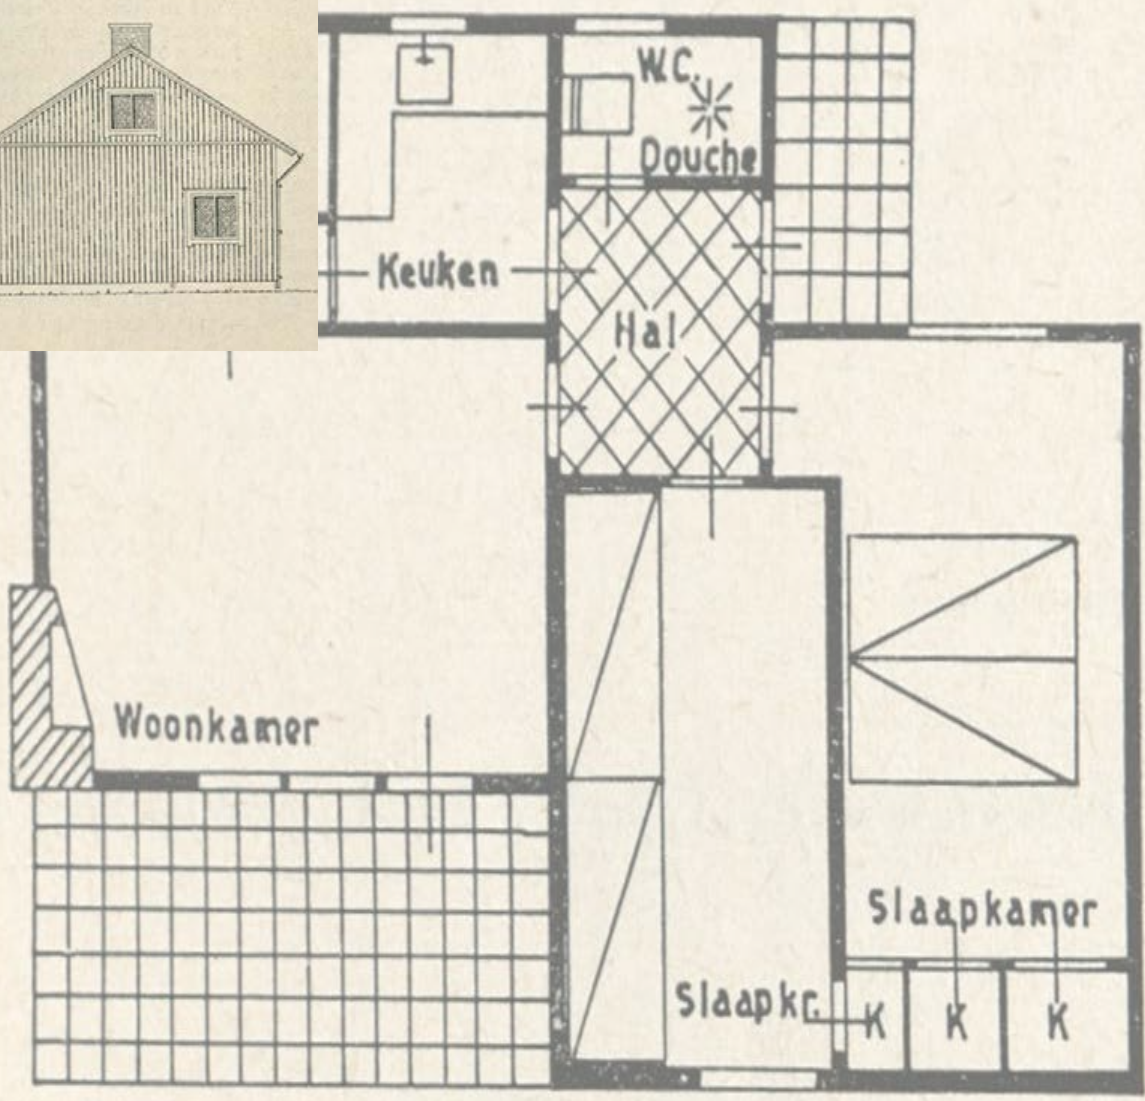 W.C.
Douche
Keuken
Hal
Woonkamer
Slaapkamer
Slaapkr.
K
K
K